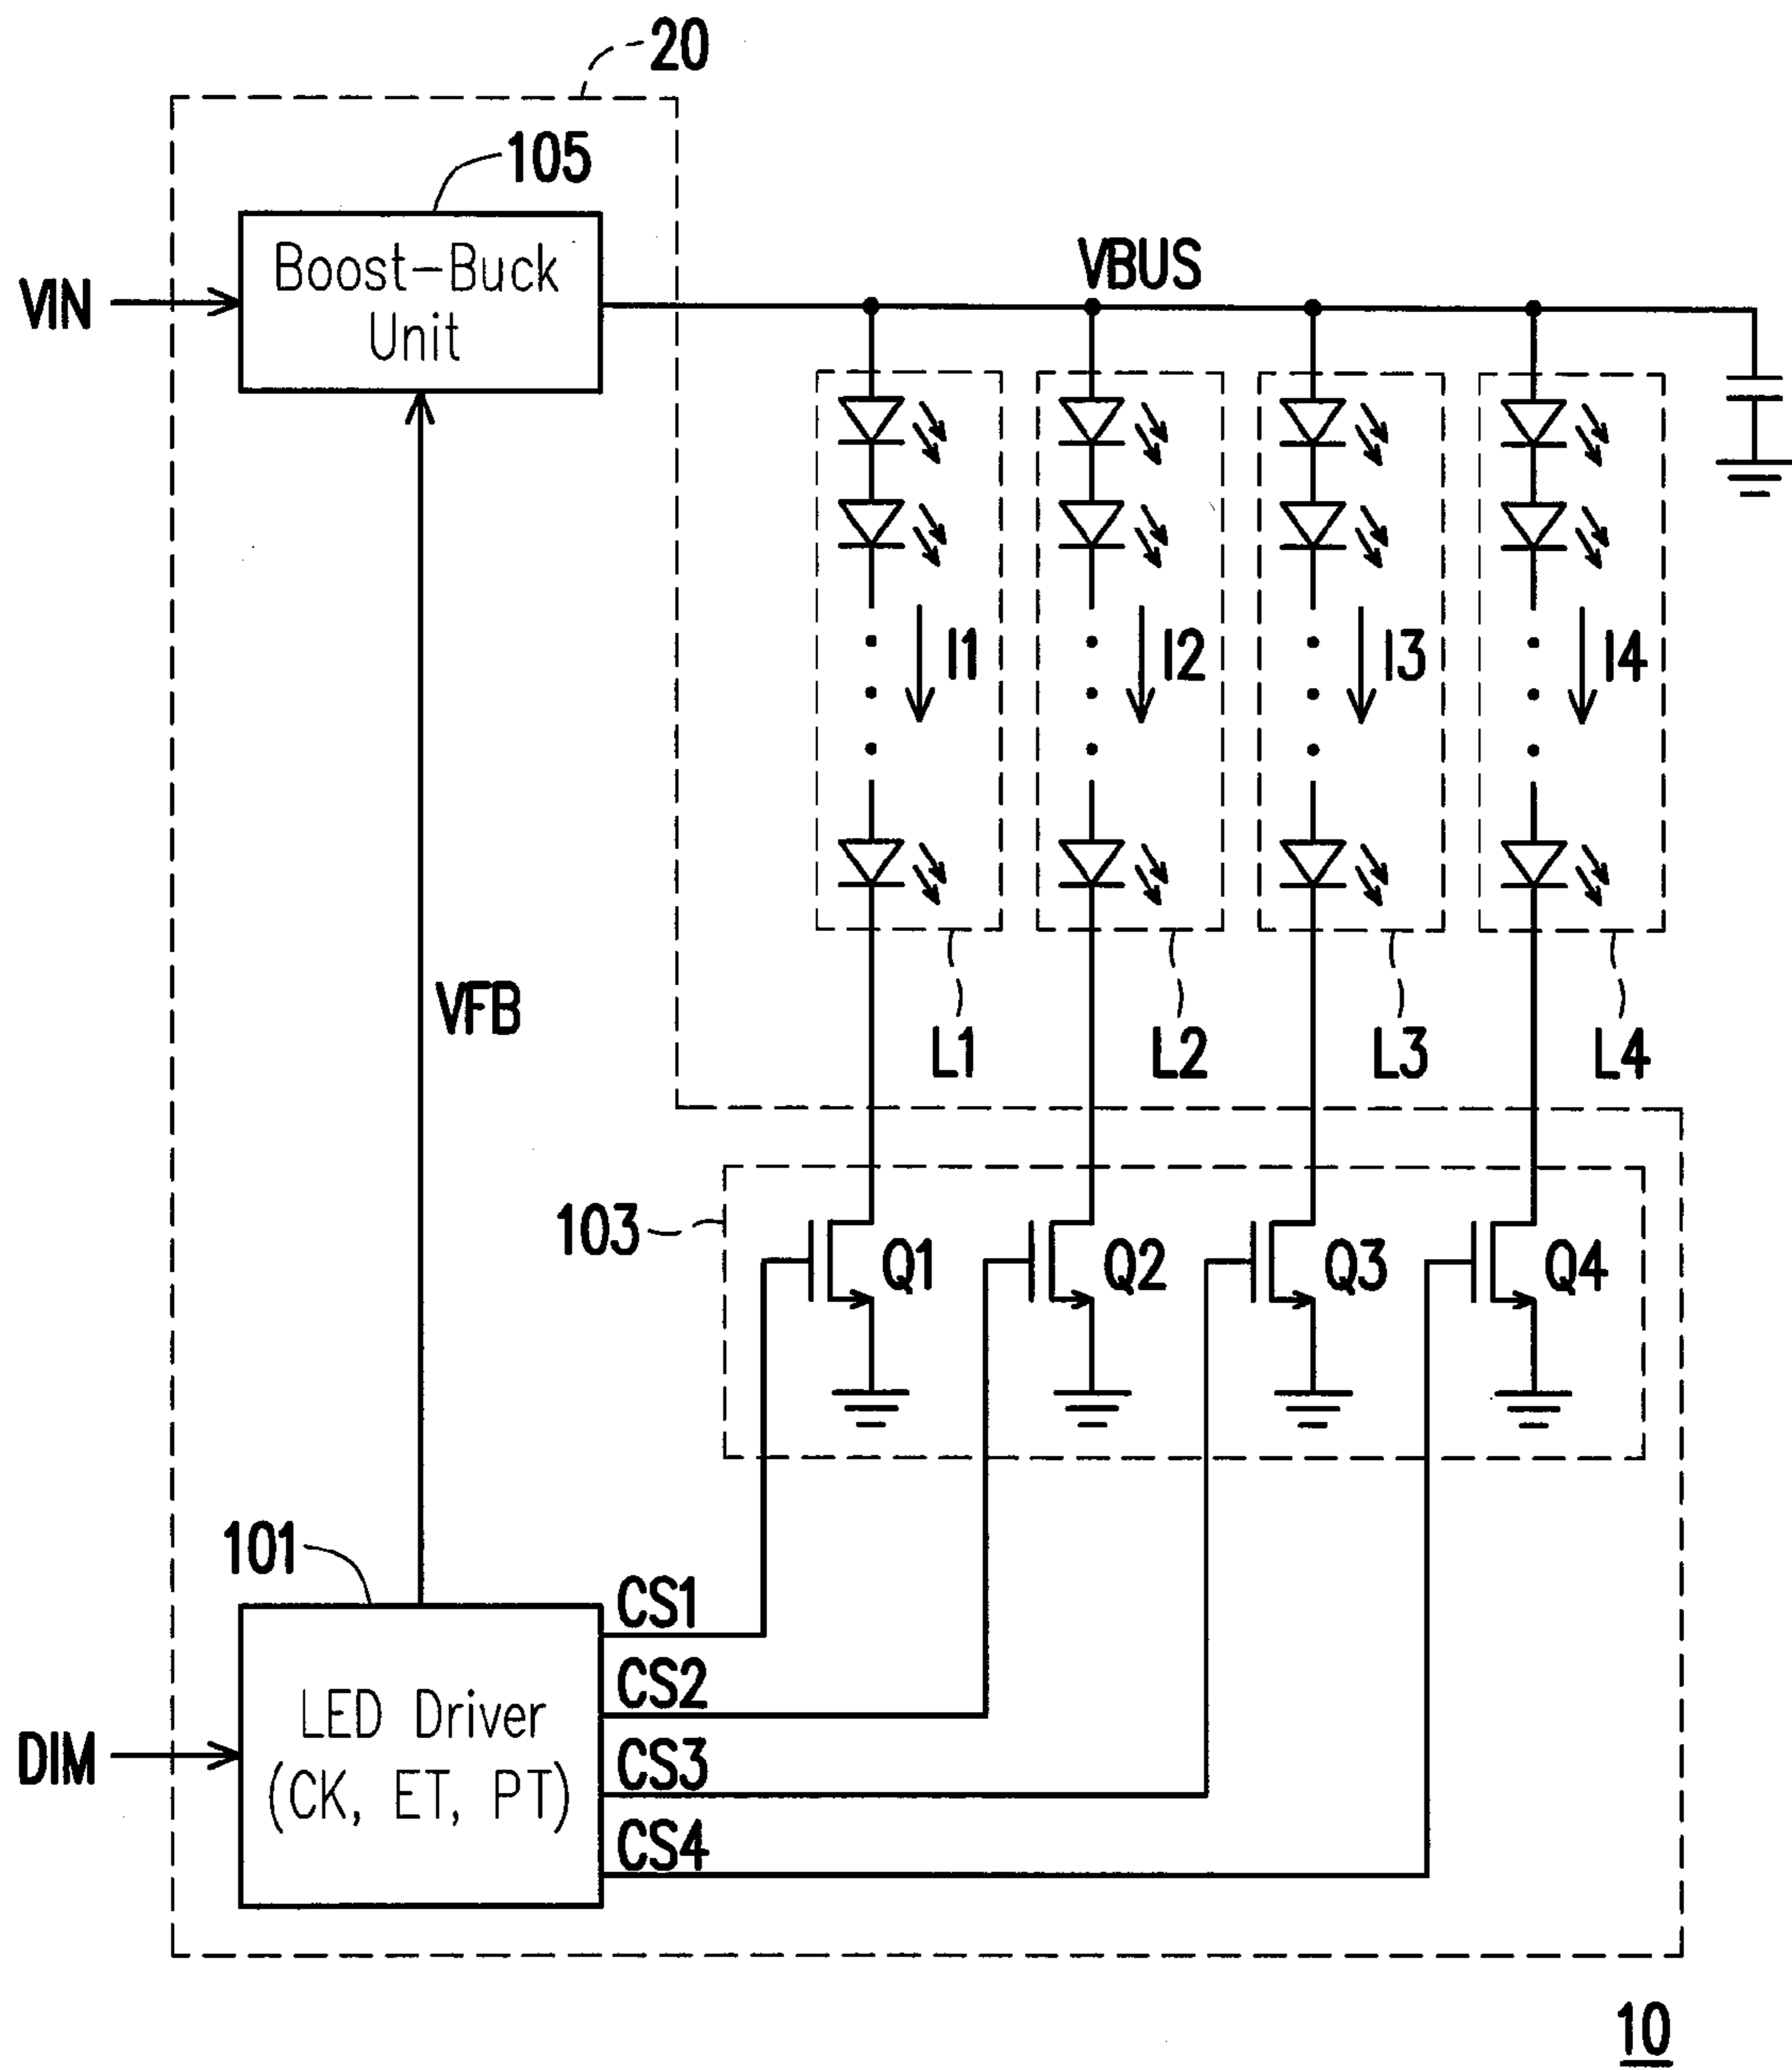 20
105
Boost-Buck
Unit
VIN
VBUS
I1
I2
I3
I4
VFB
L1
L2
L3
L4
103
Q1
Q2
Q3
Q4
101
CS1
CS2
CS3
CS4
LED Driver
(CK, ET, PT)
DIM
10